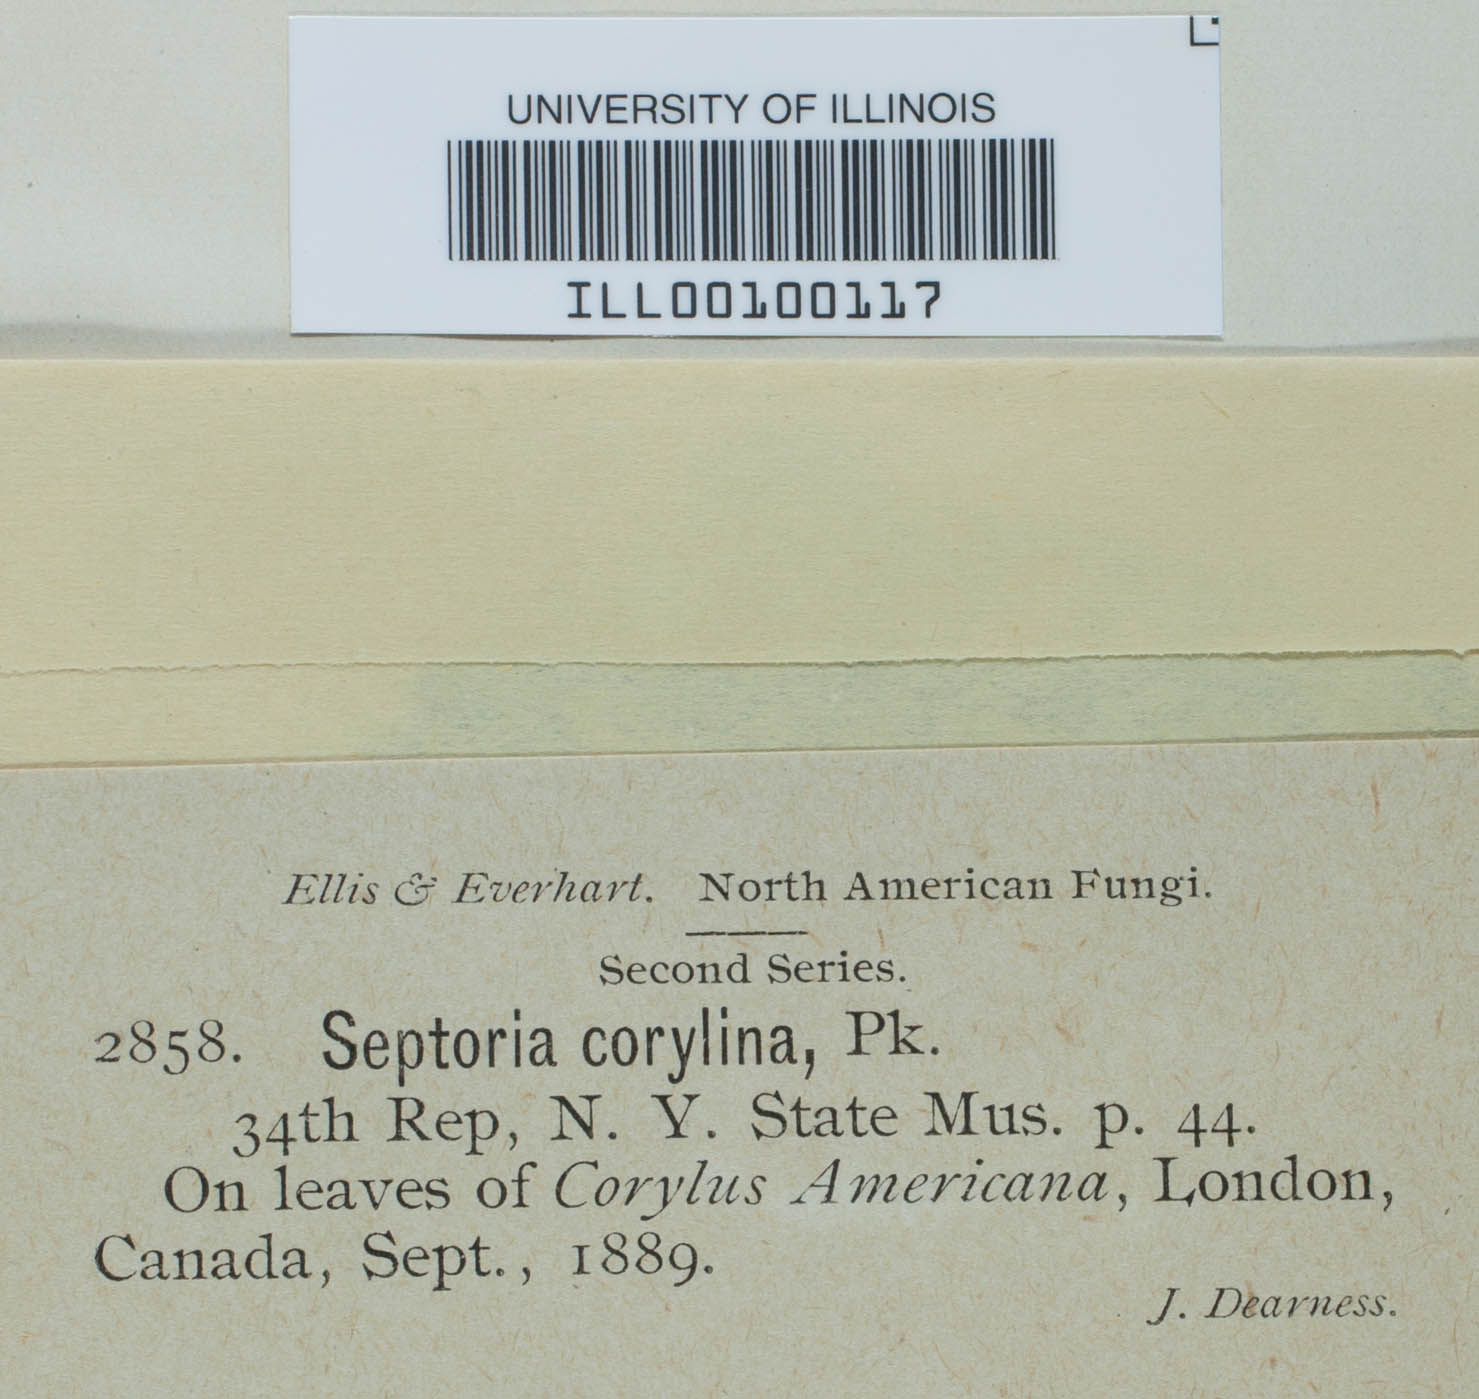 UNIVERSITY OF ILLINOIS
ILL00100117
Ellis & Everhart. North American Fungi.
Second Series.
2858. Septoria corylina, Pk.
34th Rep, N. Y. State Mus. p. 44.
On leaves of Corylus Americana, London,
Canada, Sept., 1889.
J. Dearness.